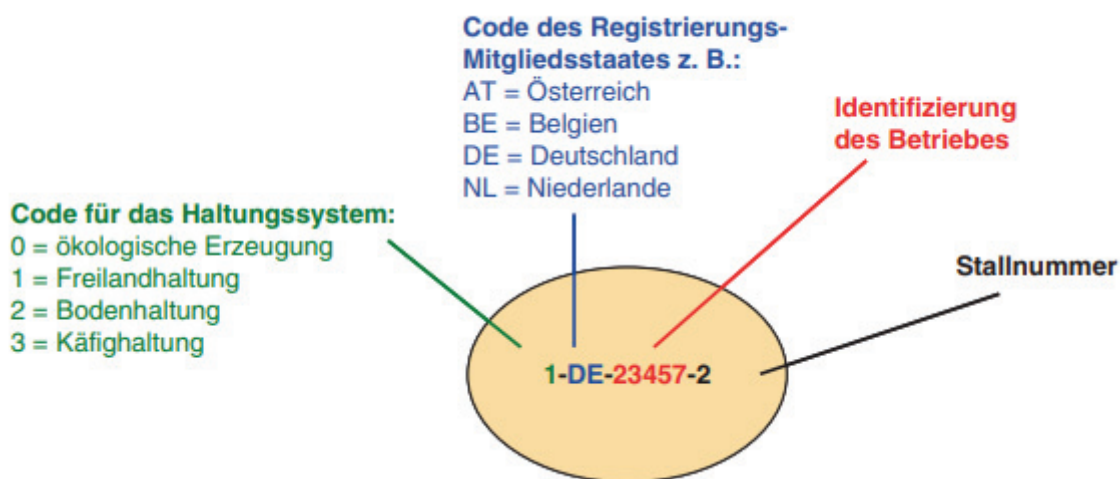 Code des Registrierungs-
Mitgliedsstaates z. B.:
AT = Österreich
BE = Belgien
DE = Deutschland
NL = Niederlande
Identifizierung
des Betriebes
Code für das Haltungssystem:
0 = ökologische Erzeugung
1 = Freilandhaltung
2 = Bodenhaltung
3 = Käfighaltung
Stallnummer
1-DE-23457-2